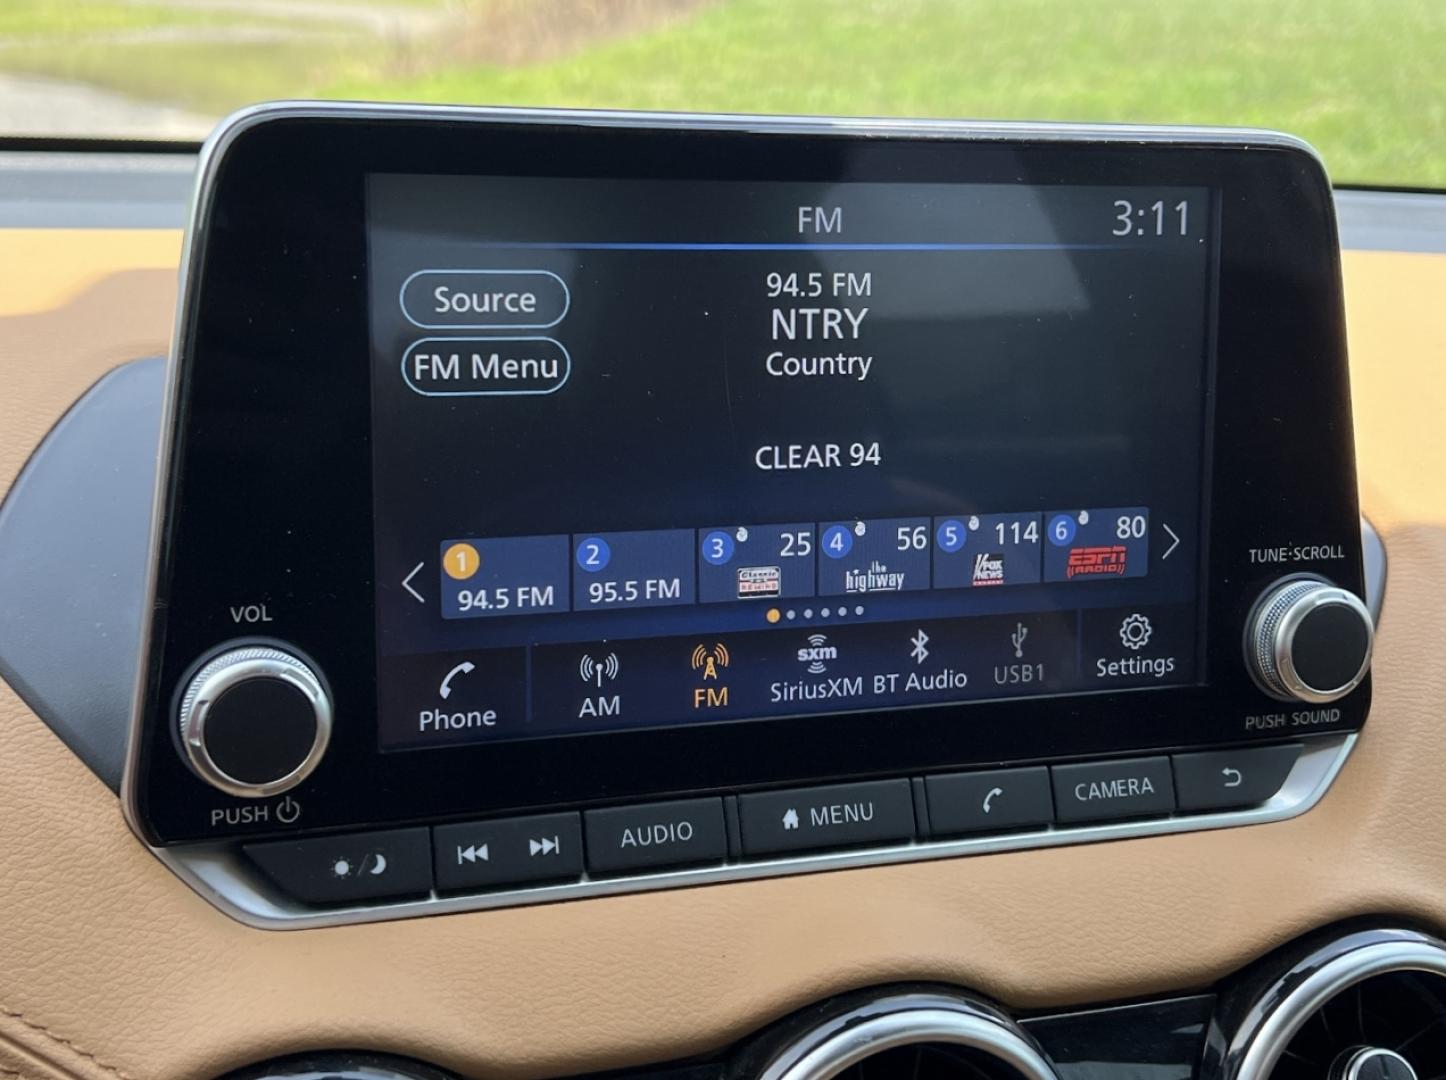 FM
3:11
Source
FM Menu
94.5 FM
NTRY
Country
CLEAR 94
1
94.5 FM
2
95.5 FM
3
25
Classic
REWIND
4
56
the
highway
5
114
FOX
NEWS
6
80
ESPN
RADIO
Phone
AM
FM
sxm
SiriusXM
BT Audio
USB1
Settings
VOL
PUSH
TUNE·SCROLL
PUSH SOUND
AUDIO
MENU
CAMERA